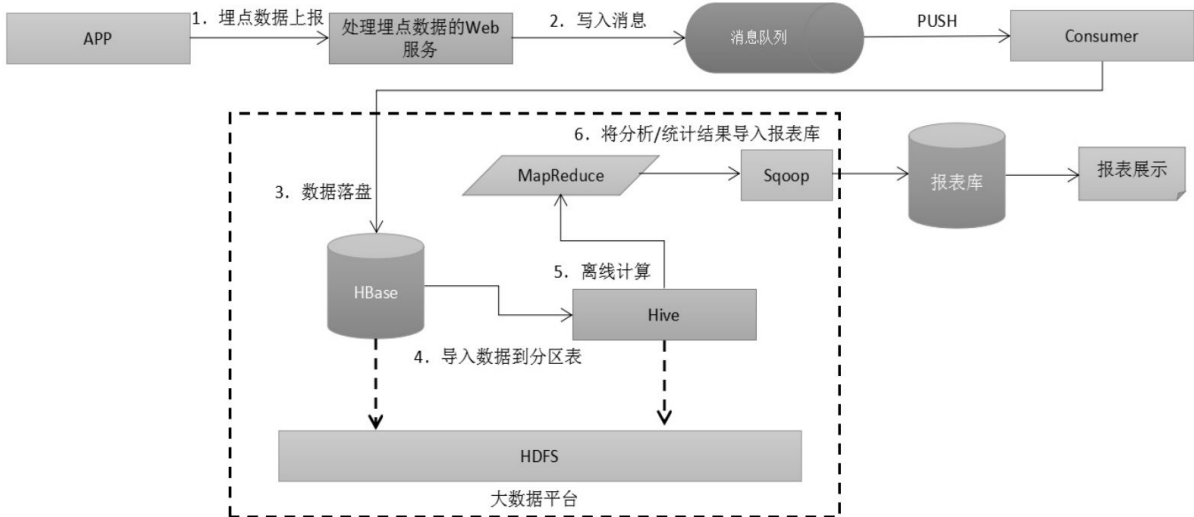 1. 埋点数据上报
APP
处理埋点数据的Web
服务
2. 写入消息
消息队列
PUSH
Consumer
6. 将分析/统计结果导入报表库
MapReduce
Sqoop
报表库
报表展示
3. 数据落盘
HBase
5. 离线计算
Hive
4. 导入数据到分区表
HDFS
大数据平台